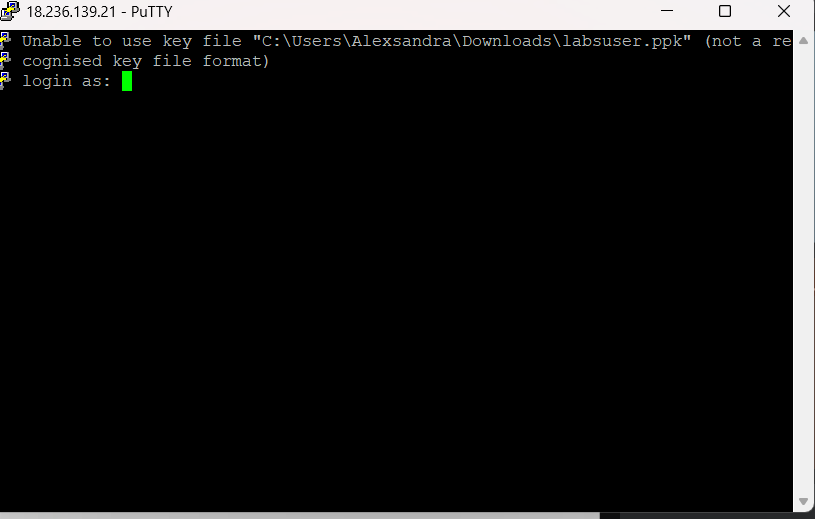 18.236.139.21 - PuTTY
Unable to use key file "C:\Users\Alexsandra\Downloads\labsuser.ppk" (not a re
cognised key file format)
login as: